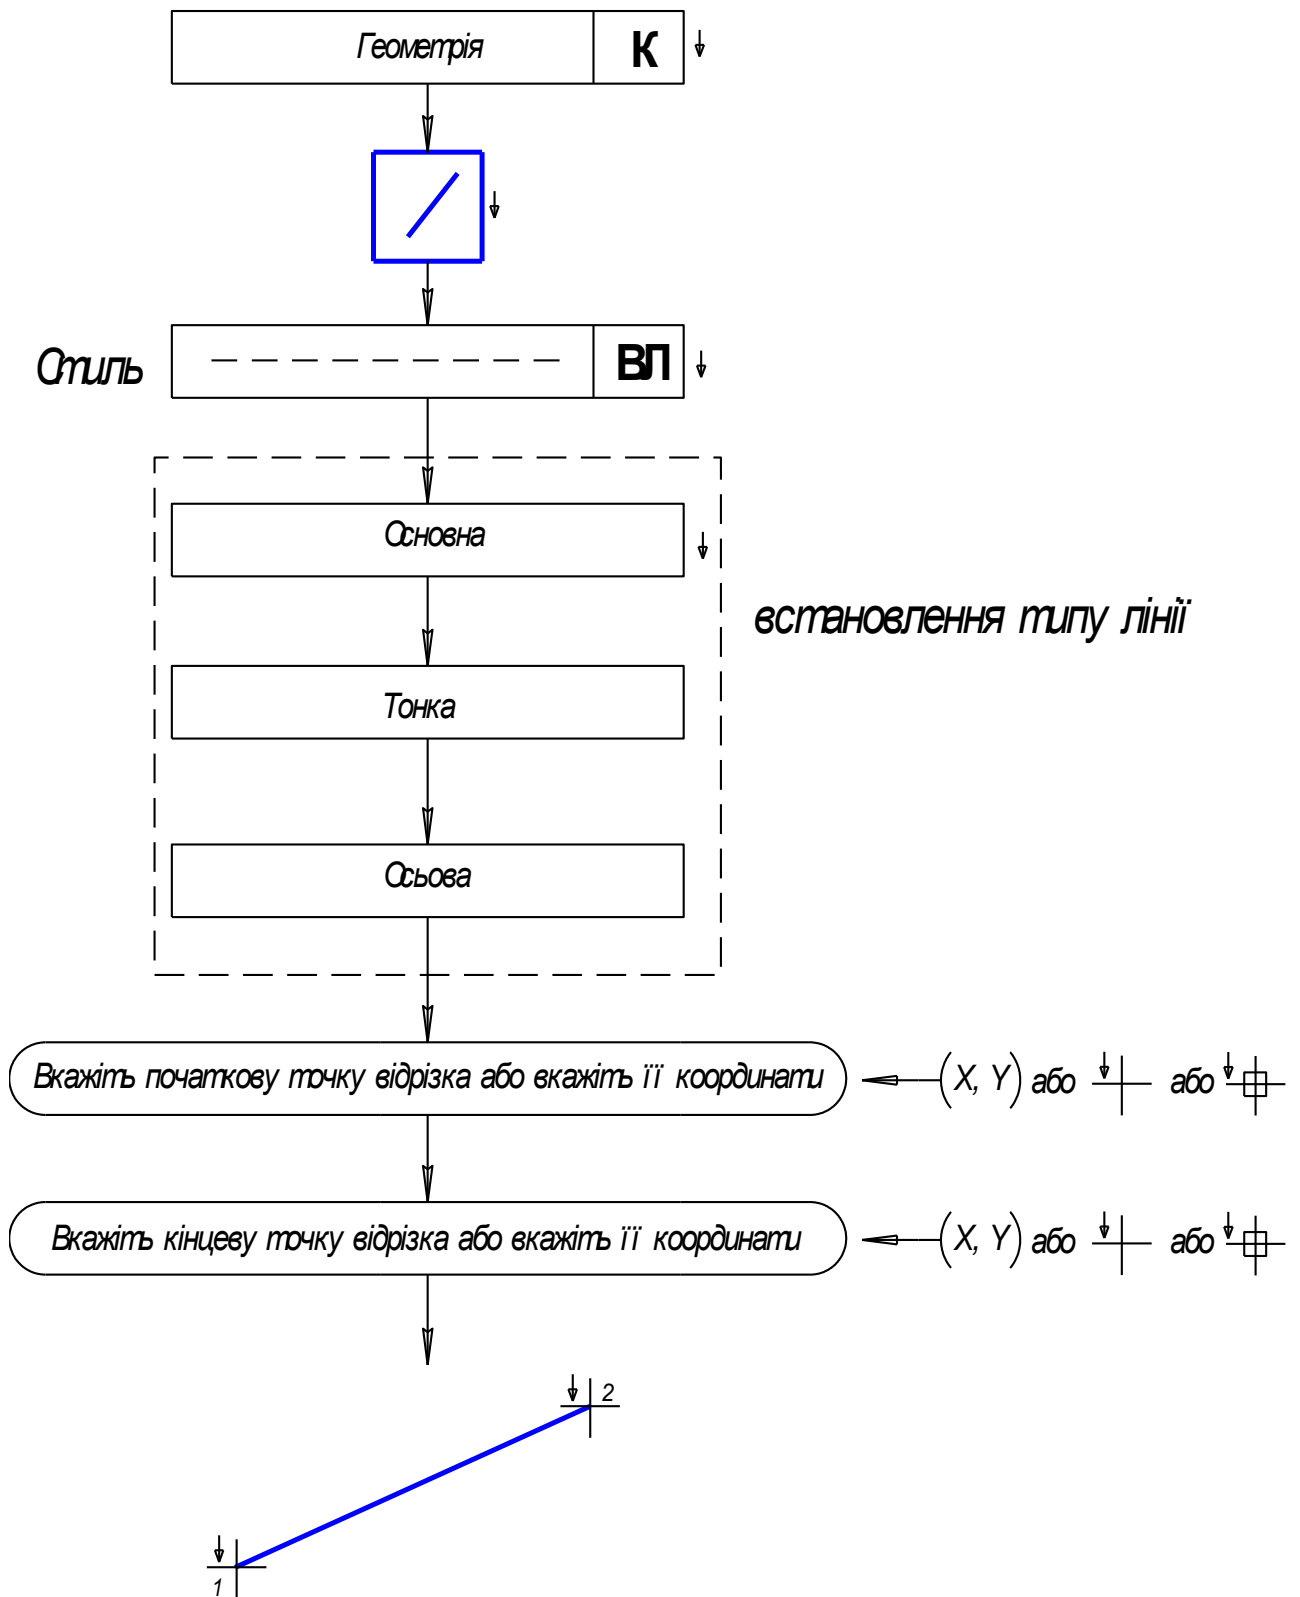 Геометрія К
Стиль ВЛ
Основна
встановлення типу лінії
Тонка
Осьова
Вкажіть початкову точку відрізка або вкажіть її координати (X, Y) або або
Вкажіть кінцеву точку відрізка або вкажіть її координати (X, Y) або або
2
1